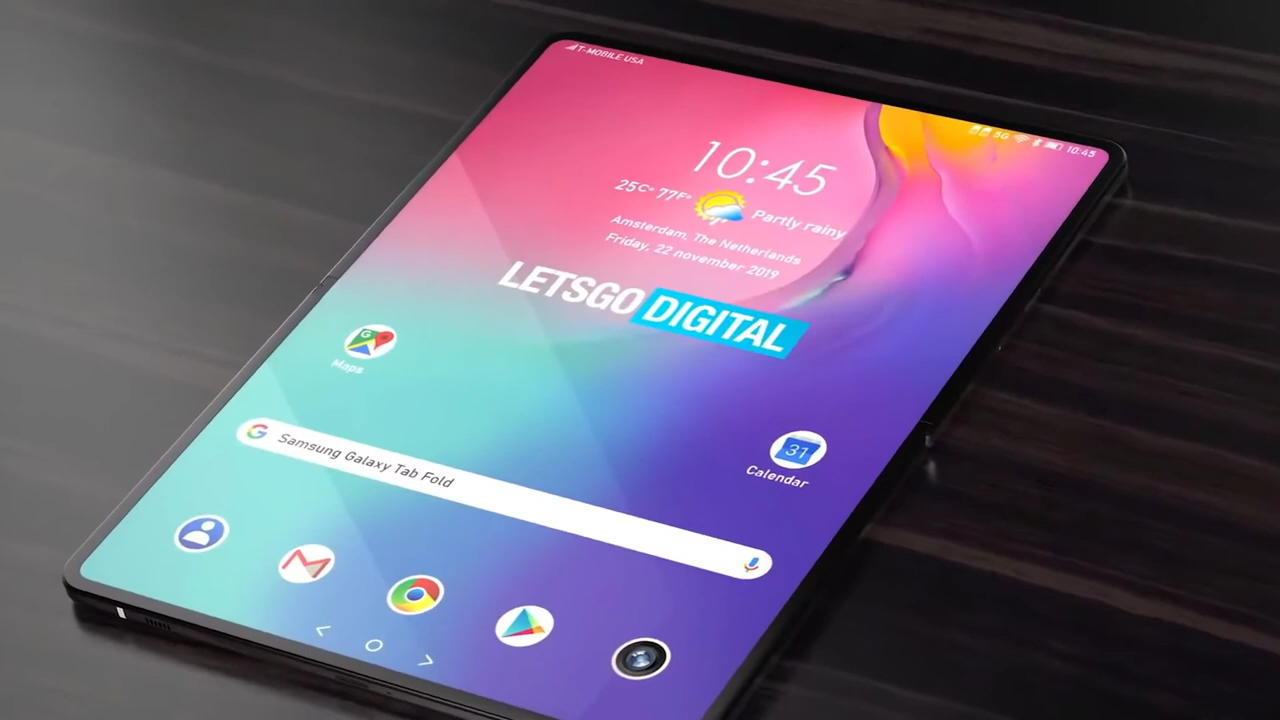 T-MOBILE USA
5G 10:45
10:45
25C° 77F° Partly rainy
Amsterdam, The Netherlands
Friday, 22 november 2019
LETSGO DIGITAL
G
Maps
31
Calendar
G Samsung Galaxy Tab Fold